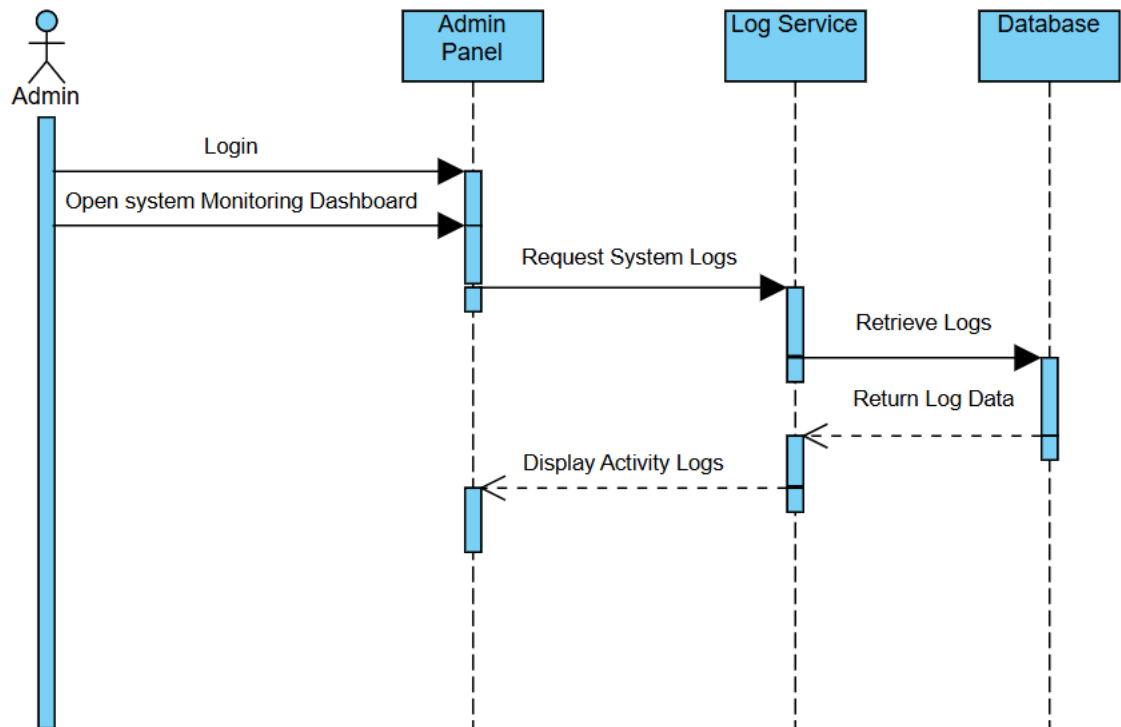 Admin
Admin
Panel
Log Service
Database
Login
Open system Monitoring Dashboard
Request System Logs
Retrieve Logs
Return Log Data
Display Activity Logs